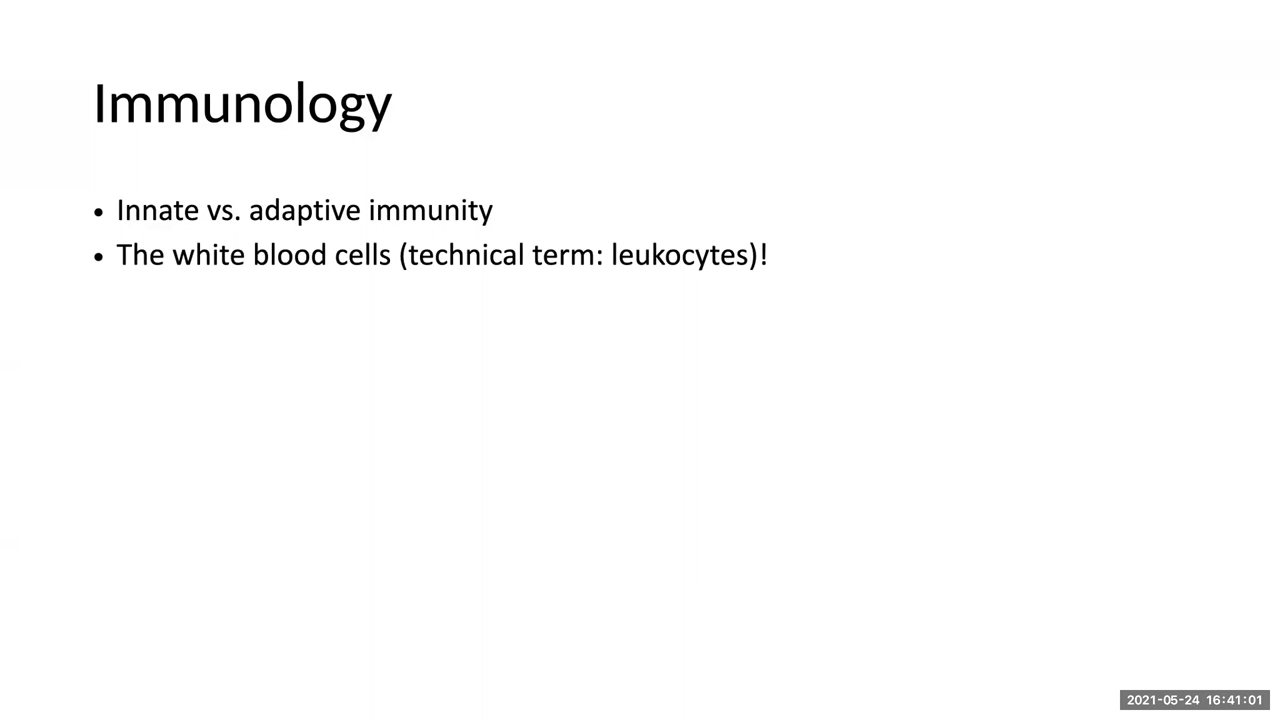 Immunology
• Innate vs. adaptive immunity
• The white blood cells (technical term: leukocytes)!
2021-05-24 16:41:01